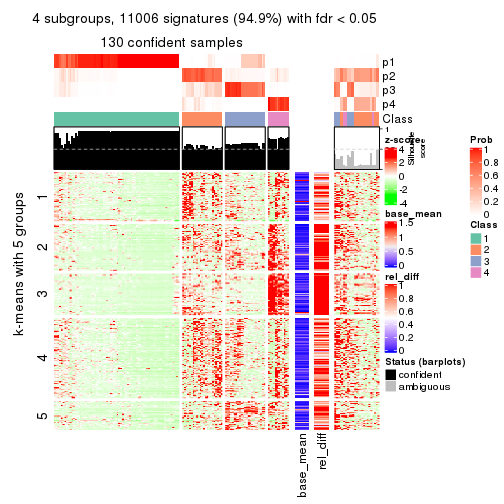 4 subgroups, 11006 signatures (94.9%) with fdr < 0.05
130 confident samples
p1
p2
p3
p4
Class
1
Silhouette
score
k-means with 5 groups
1
2
3
4
5
base_mean
rel_diff
z-score
4
2
0
-2
-4
base_mean
1.5
1
0.5
0
rel_diff
1
0.8
0.6
0.4
0.2
0
Status (barplots)
confident
ambiguous
Prob
1
0.8
0.6
0.4
0.2
0
Class
1
2
3
4